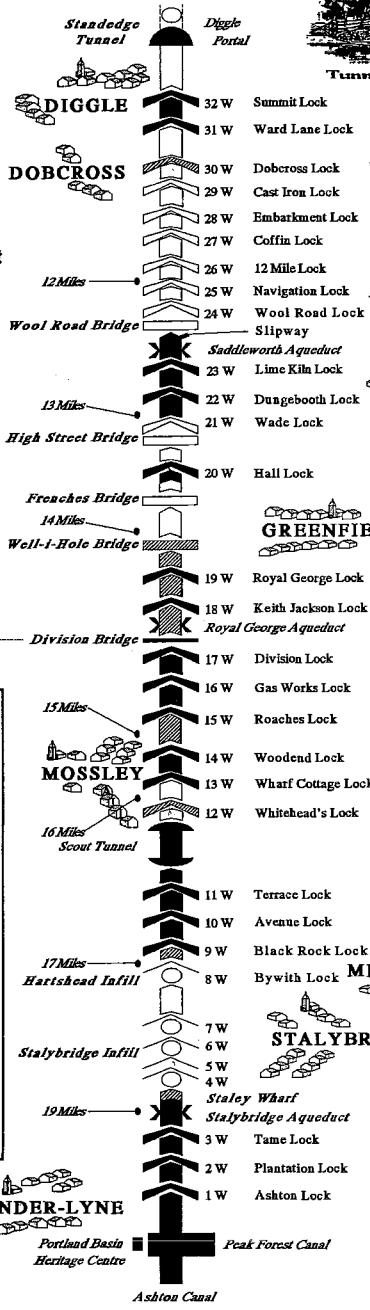 Standedge Tunnel
Diggle Portal
DIGGLE
32 W Summit Lock
31 W Ward Lane Lock
DOBCROSS
30 W Dobcross Lock
29 W Cast Iron Lock
28 W Embarkment Lock
27 W Coffin Lock
26 W 12 Mile Lock
12 Miles
25 W Navigation Lock
24 W Wool Road Lock
Wool Road Bridge
Slipway
Saddleworth Aqueduct
23 W Lime Kiln Lock
22 W Dungebooth Lock
13 Miles
21 W Wade Lock
High Street Bridge
20 W Hall Lock
Frenches Bridge
14 Miles
GREENFIE
Well-i-Hole Bridge
19 W Royal George Lock
18 W Keith Jackson Lock
Royal George Aqueduct
Division Bridge
17 W Division Lock
16 W Gas Works Lock
15 Miles
15 W Roaches Lock
14 W Woodend Lock
MOSSLEY
13 W Wharf Cottage Lock
12 W Whitehead's Lock
16 Miles
Scout Tunnel
11 W Terrace Lock
10 W Avenue Lock
9 W Black Rock Lock
17 Miles
Hartshead Infill
8 W Bywith Lock
7 W
Stalybridge Infill
6 W
STALYBR
5 W
4 W
Staley Wharf
19 Miles
Stalybridge Aqueduct
3 W Tame Lock
2 W Plantation Lock
1 W Ashton Lock
NDER-LYNE
Portland Basin
Heritage Centre
Peak Forest Canal
Ashton Canal